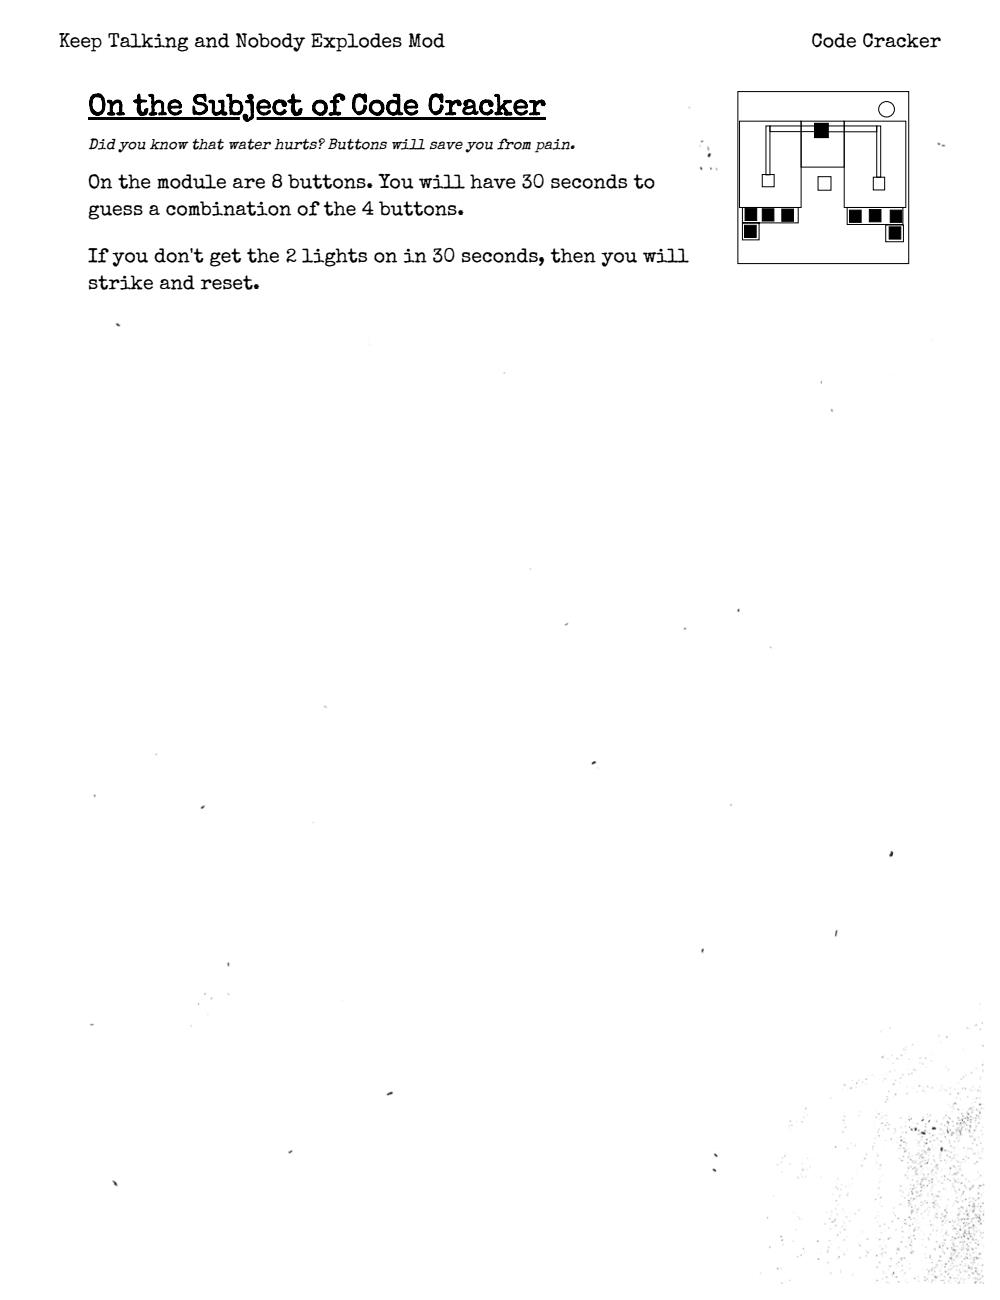 Keep Talking and Nobody Explodes Mod
Code Cracker
On the Subject of Code Cracker
Did you know that water hurts? Buttons will save you from pain.
On the module are 8 buttons. You will have 30 seconds to
guess a combination of the 4 buttons.
If you don't get the 2 lights on in 30 seconds, then you will
strike and reset.